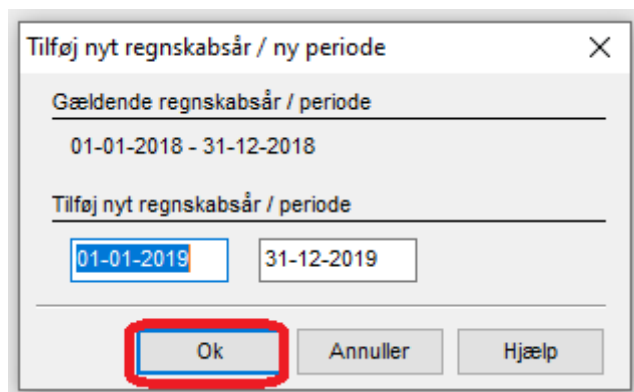 Tilføj nyt regnskabsår / ny periode
Gældende regnskabsår / periode
01-01-2018 - 31-12-2018
Tilføj nyt regnskabsår / periode
01-01-2019 31-12-2019
Ok Annuller Hjælp